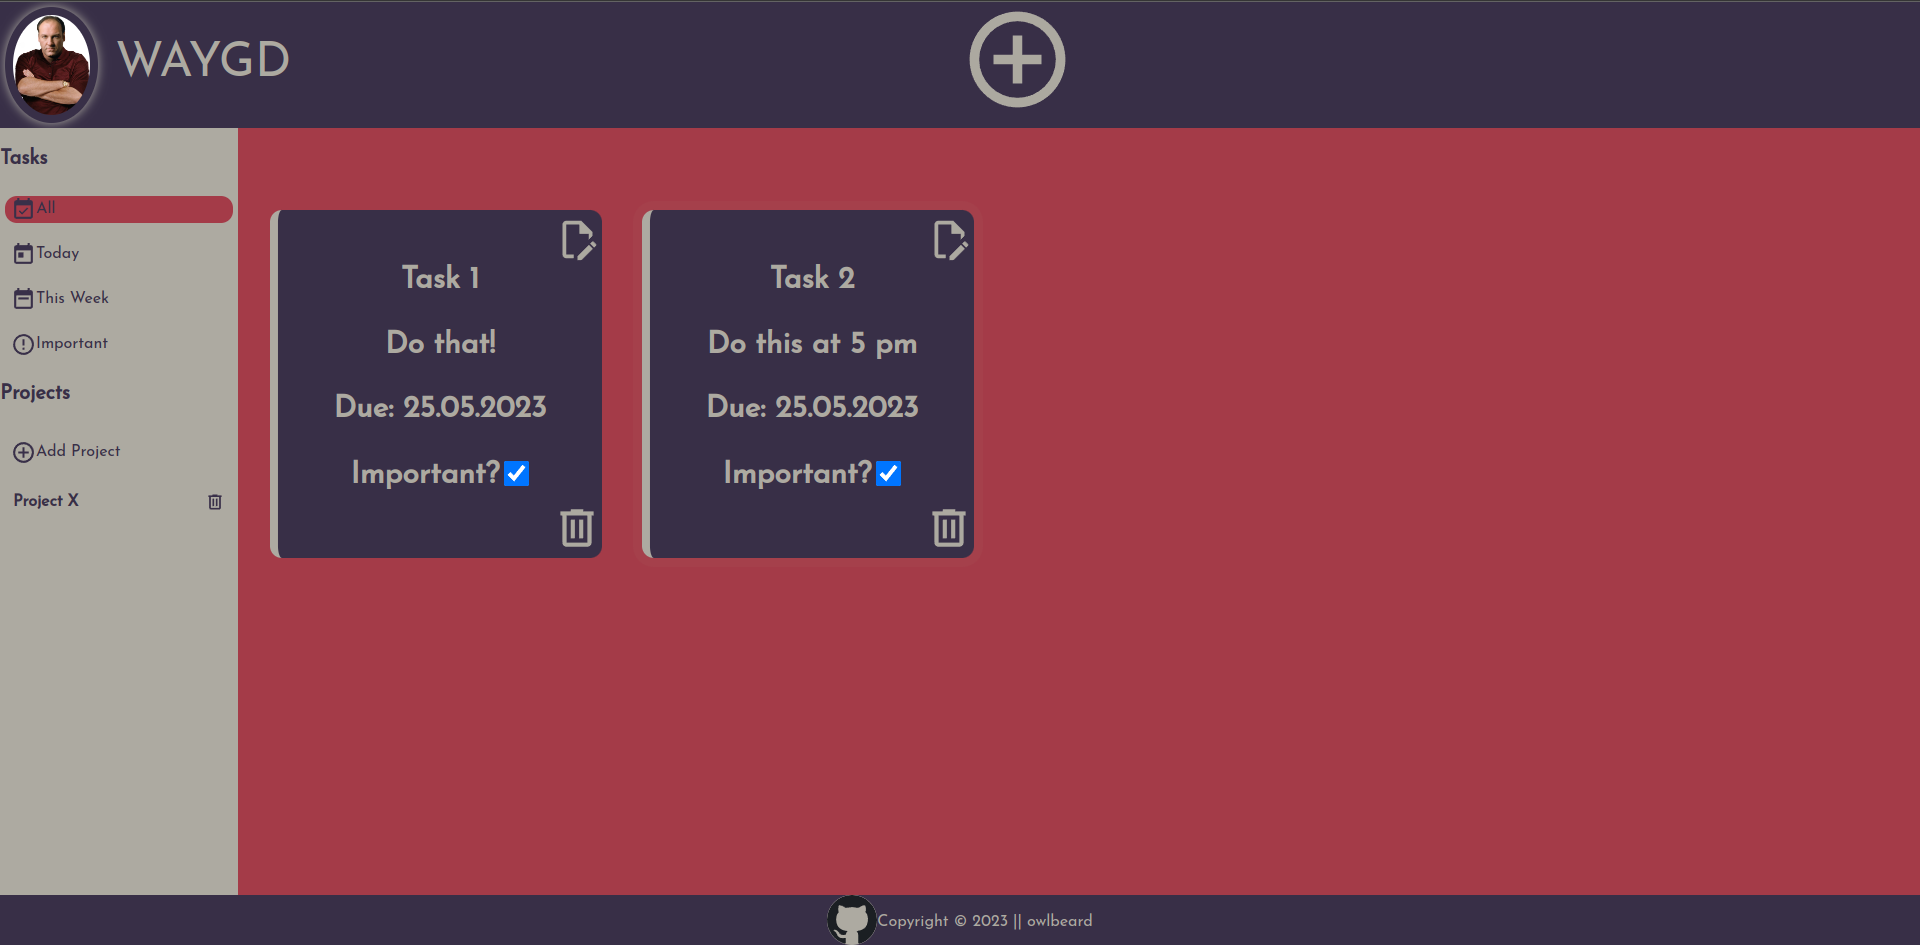 WAYGD
Tasks
All
Today
This Week
Important
Projects
Add Project
Project X
Task 1
Do that!
Due: 25.05.2023
Important?
Task 2
Do this at 5 pm
Due: 25.05.2023
Important?
Copyright © 2023 || owlbeard